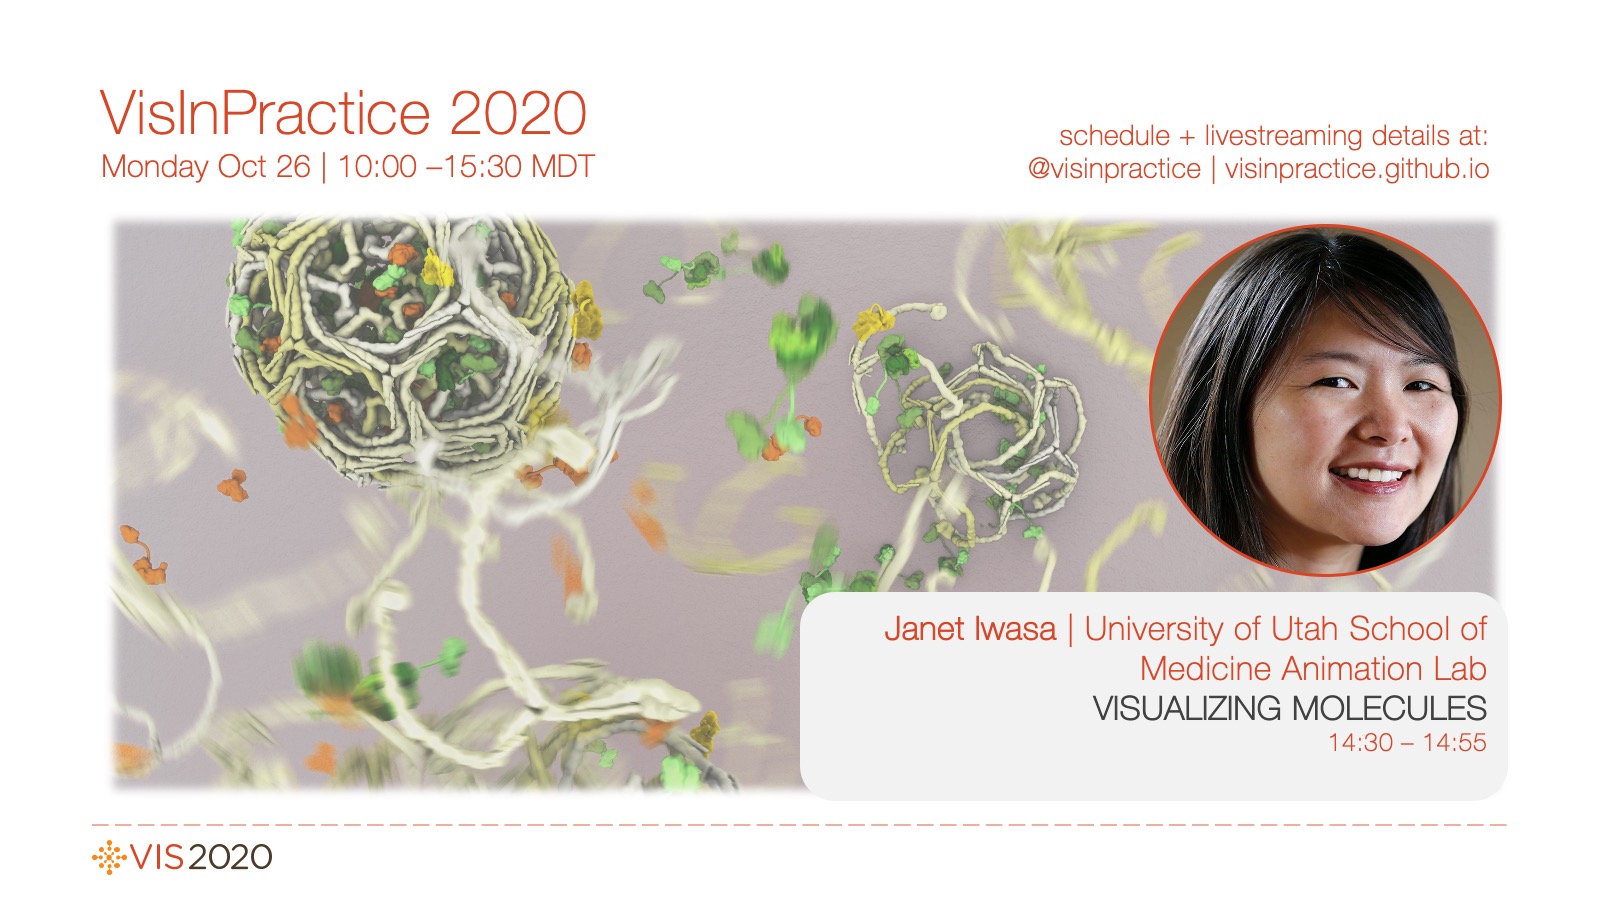 VisInPractice 2020
Monday Oct 26 | 10:00 –15:30 MDT
schedule + livestreaming details at:
@visinpractice | visinpractice.github.io
Janet Iwasa | University of Utah School of
Medicine Animation Lab
VISUALIZING MOLECULES
14:30 – 14:55
VIS2020